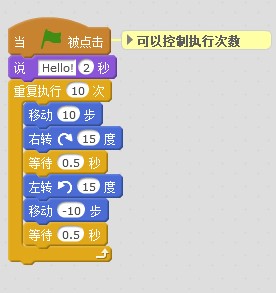 当 被点击 可以控制执行次数
说 Hello! 2 秒
重复执行 10 次
移动 10 步
右转 15 度
等待 0.5 秒
左转 15 度
移动 -10 步
等待 0.5 秒